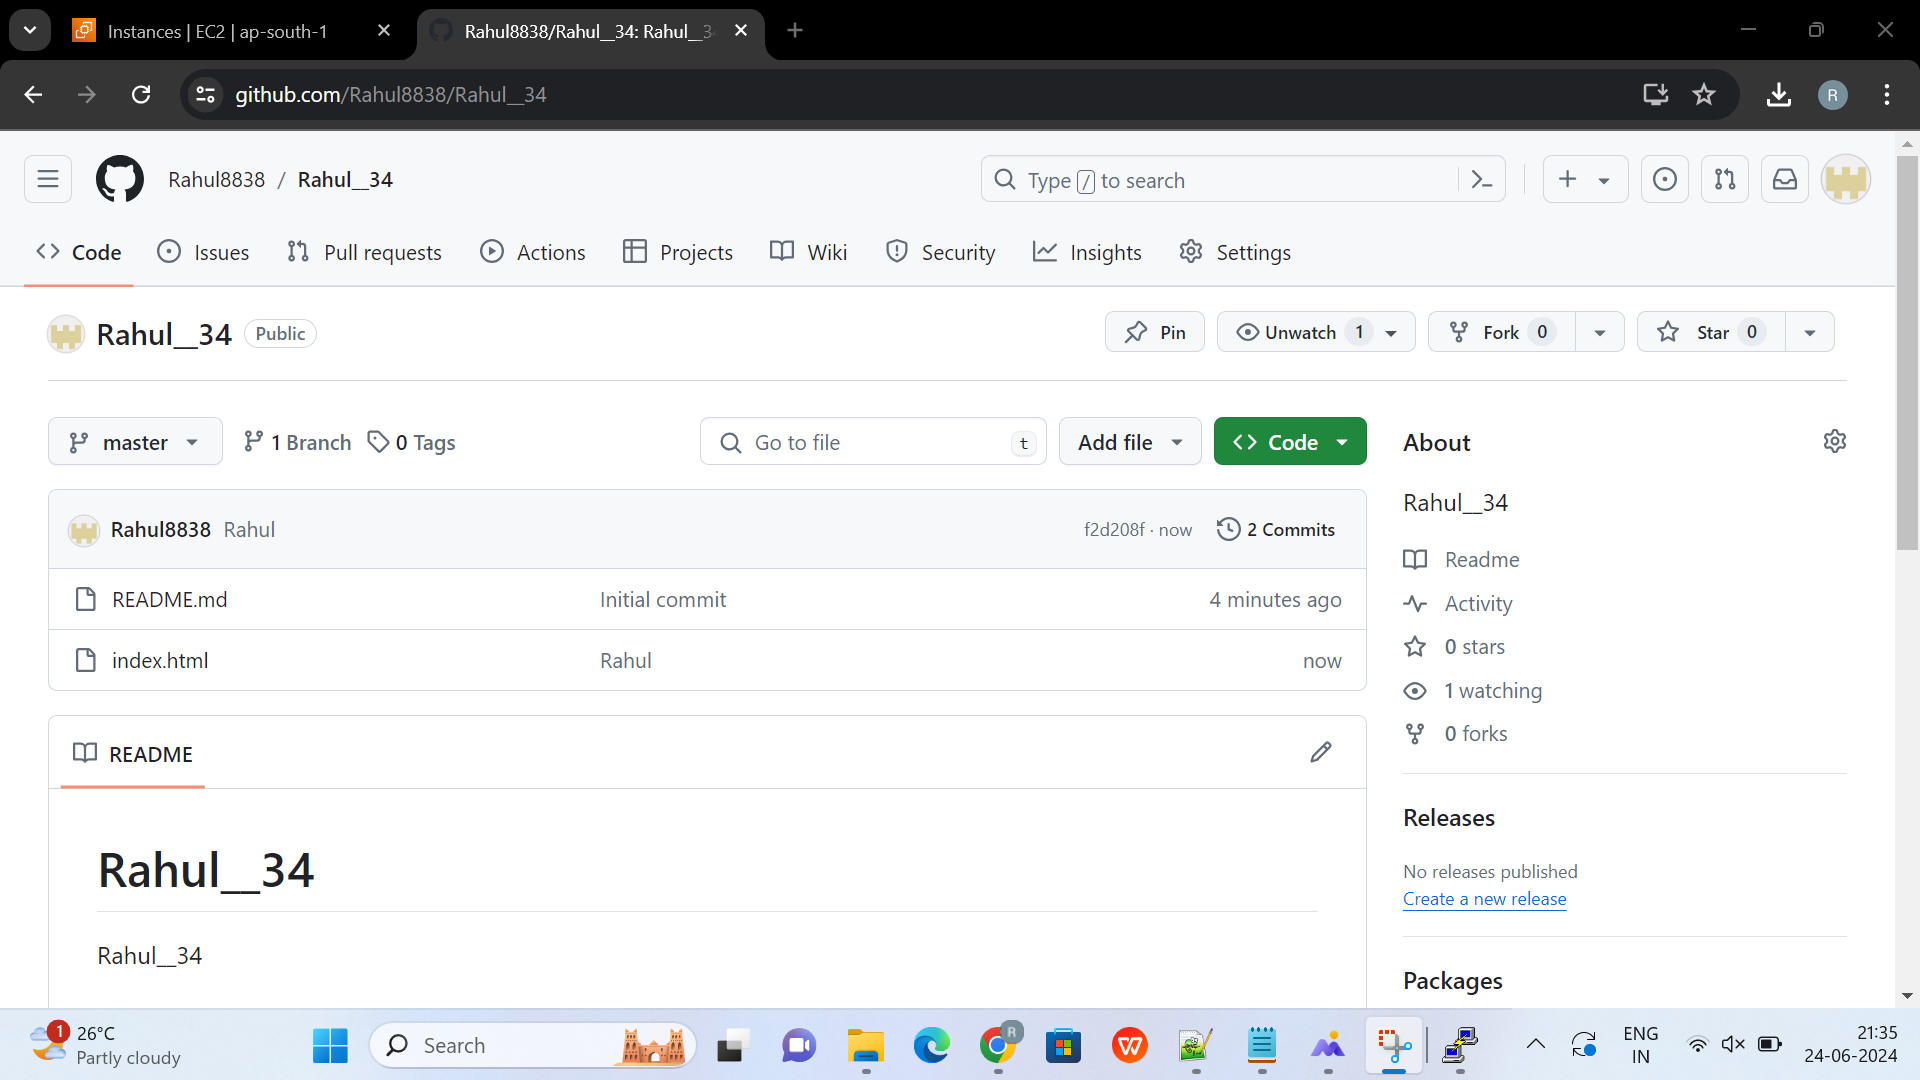 Instances | EC2 | ap-south-1
Rahul8838/Rahul__34: Rahul__34
github.com/Rahul8838/Rahul__34
R
Rahul8838 / Rahul__34
Type / to search
Code
Issues
Pull requests
Actions
Projects
Wiki
Security
Insights
Settings
Rahul__34 Public
Pin
Unwatch 1
Fork 0
Star 0
master
1 Branch
0 Tags
Go to file t
Add file
Code
Rahul8838 Rahul
f2d208f · now
2 Commits
README.md Initial commit 4 minutes ago
index.html Rahul now
README
Rahul__34
Rahul__34
About
Rahul__34
Readme
Activity
0 stars
1 watching
0 forks
Releases
No releases published
Create a new release
Packages
1
26°C
Partly cloudy
Search
R
W
ENG
IN
21:35
24-06-2024